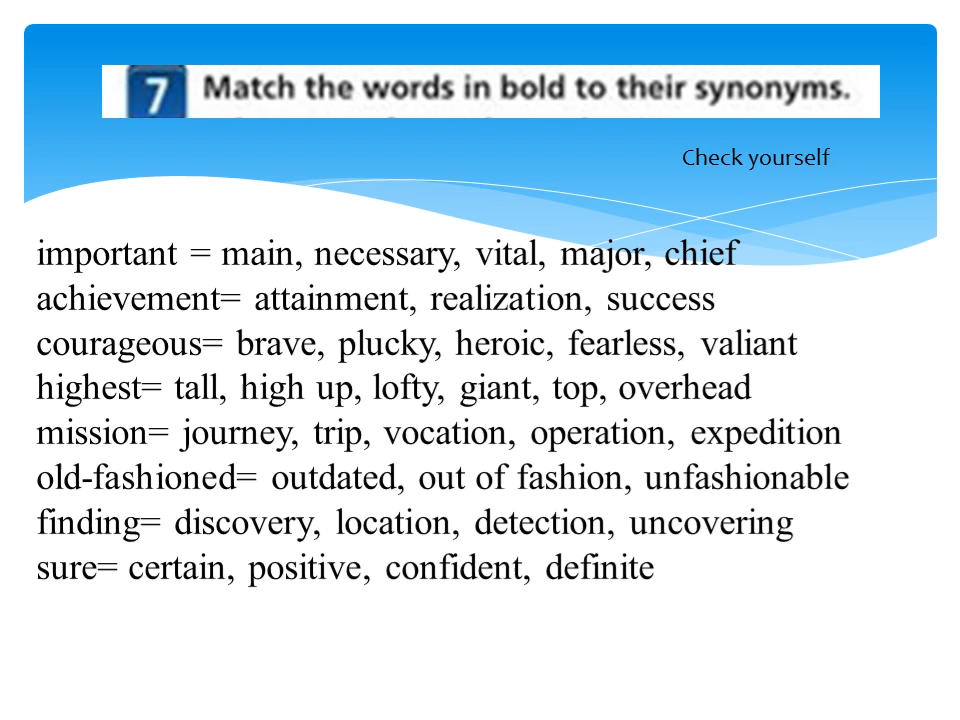 7 Match the words in bold to their synonyms.
Check yourself
important = main, necessary, vital, major, chief
achievement= attainment, realization, success
courageous= brave, plucky, heroic, fearless, valiant
highest= tall, high up, lofty, giant, top, overhead
mission= journey, trip, vocation, operation, expedition
old-fashioned= outdated, out of fashion, unfashionable
finding= discovery, location, detection, uncovering
sure= certain, positive, confident, definite